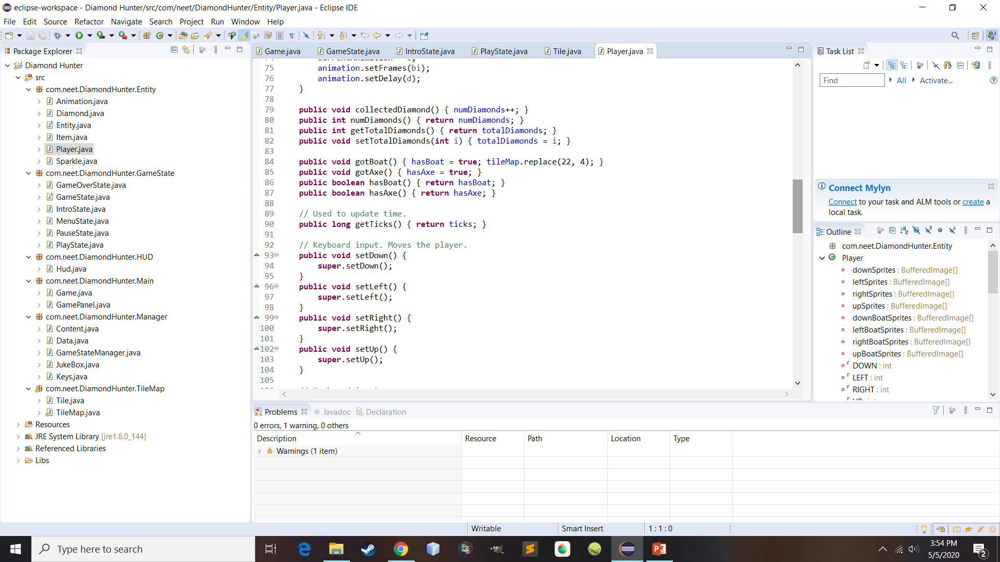 eclipse-workspace - Diamond Hunter/src/com/neet/DiamondHunter/Entity/Player.java - Eclipse IDE
File Edit Source Refactor Navigate Search Project Run Window Help
Package Explorer
Diamond Hunter
src
com.neet.DiamondHunter.Entity
Animation.java
Diamond.java
Entity.java
Item.java
Player.java
Sparkle.java
com.neet.DiamondHunter.GameState
GameOverState.java
GameState.java
IntroState.java
MenuState.java
PauseState.java
PlayState.java
com.neet.DiamondHunter.HUD
Hud.java
com.neet.DiamondHunter.Main
Game.java
GamePanel.java
com.neet.DiamondHunter.Manager
Content.java
Data.java
GameStateManager.java
JukeBox.java
Keys.java
com.neet.DiamondHunter.TileMap
Tile.java
TileMap.java
Resources
JRE System Library [jre1.8.0_144]
Referenced Libraries
Libs
Game.java GameState.java IntroState.java PlayState.java Tile.java Player.java
75 animation.setFrames(bi);
76 animation.setDelay(d);
77 }
78
79 public void collectedDiamond() { numDiamonds++; }
80 public int numDiamonds() { return numDiamonds; }
81 public int getTotalDiamonds() { return totalDiamonds; }
82 public void setTotalDiamonds(int i) { totalDiamonds = i; }
83
84 public void gotBoat() { hasBoat = true; tileMap.replace(22, 4); }
85 public void gotAxe() { hasAxe = true; }
86 public boolean hasBoat() { return hasBoat; }
87 public boolean hasAxe() { return hasAxe; }
88
89 // Used to update time.
90 public long getTicks() { return ticks; }
91
92 // Keyboard input. Moves the player.
93 public void setDown() {
94 super.setDown();
95 }
96 public void setLeft() {
97 super.setLeft();
98 }
99 public void setRight() {
100 super.setRight();
101 }
102 public void setUp() {
103 super.setUp();
104 }
105
Task List
Find All Activate...
Connect Mylyn
Connect to your task and ALM tools or create a
local task.
Outline
com.neet.DiamondHunter.Entity
Player
downSprites : BufferedImage[]
leftSprites : BufferedImage[]
rightSprites : BufferedImage[]
upSprites : BufferedImage[]
downBoatSprites : BufferedImage[]
leftBoatSprites : BufferedImage[]
rightBoatSprites : BufferedImage[]
upBoatSprites : BufferedImage[]
DOWN : int
LEFT : int
RIGHT : int
Problems @ Javadoc Declaration
0 errors, 1 warning, 0 others
Description Resource Path Location Type
Warnings (1 item)
Writable Smart Insert 1 : 1 : 0
Type here to search
3:54 PM
5/5/2020
2